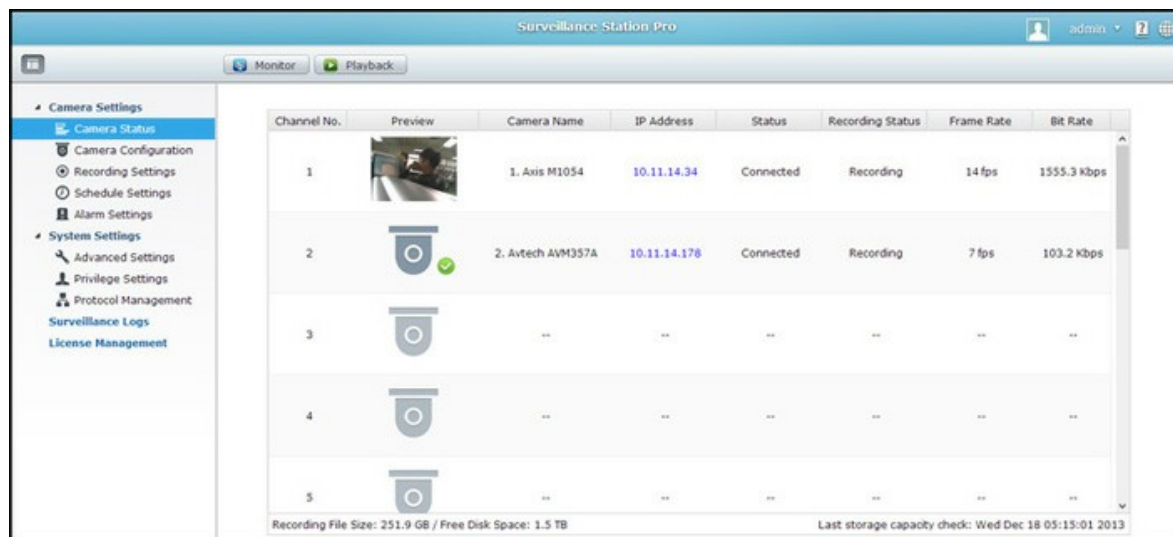 Surveillance Station Pro
admin
Monitor Playback
Camera Settings
Camera Status
Camera Configuration
Recording Settings
Schedule Settings
Alarm Settings
System Settings
Advanced Settings
Privilege Settings
Protocol Management
Surveillance Logs
License Management
Channel No. Preview Camera Name IP Address Status Recording Status Frame Rate Bit Rate
1 1. Axis M1054 10.11.14.34 Connected Recording 14 fps 1555.3 Kbps
2 2. Avtech AVM357A 10.11.14.178 Connected Recording 7 fps 103.2 Kbps
3 -- -- -- -- -- --
4 -- -- -- -- -- --
5 -- -- -- -- -- --
Recording File Size: 251.9 GB / Free Disk Space: 1.5 TB Last storage capacity check: Wed Dec 18 05:15:01 2013